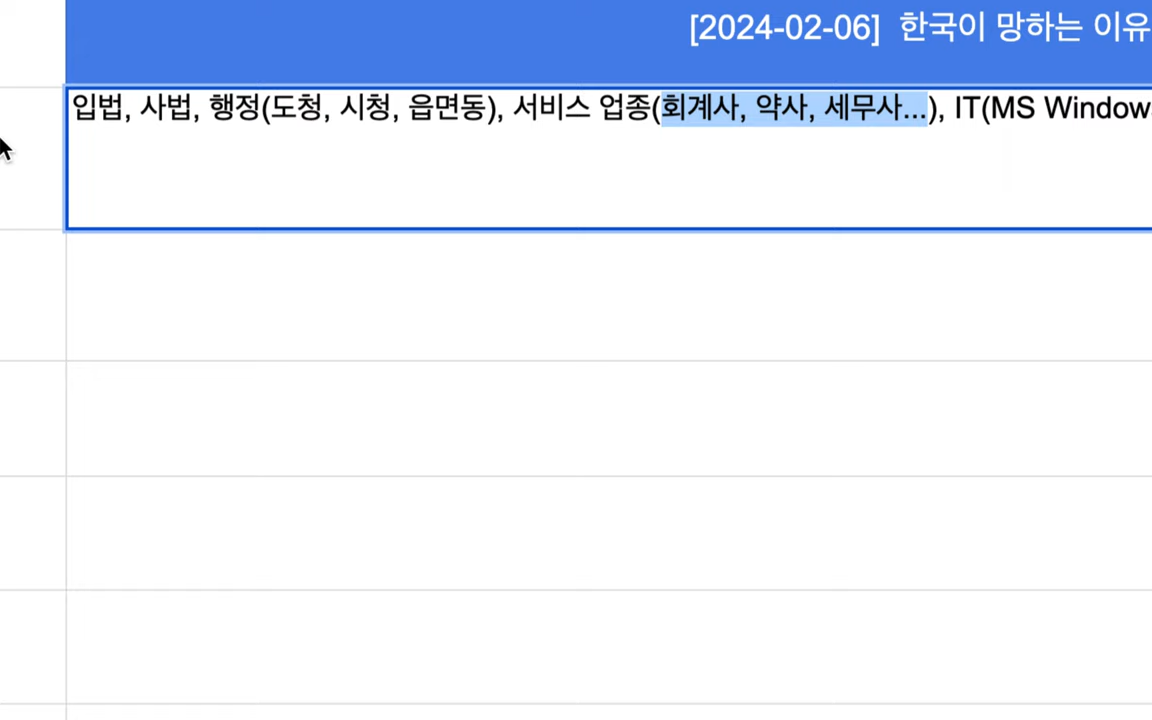 [2024-02-06] 한국이 망하는 이유
입법, 사법, 행정(도청, 시청, 읍면동), 서비스 업종(회계사, 약사, 세무사...), IT(MS Windows